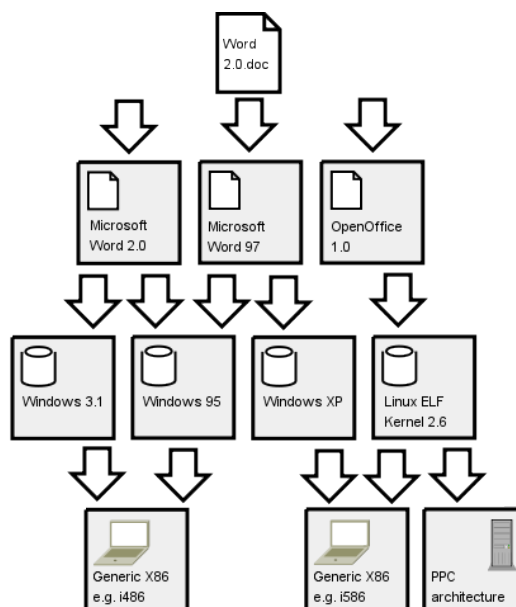 Word
2.0.doc
Microsoft
Word 2.0
Microsoft
Word 97
OpenOffice
1.0
Windows 3.1
Windows 95
Windows XP
Linux ELF
Kernel 2.6
Generic X86
e.g. i486
Generic X86
e.g. i586
PPC
architecture